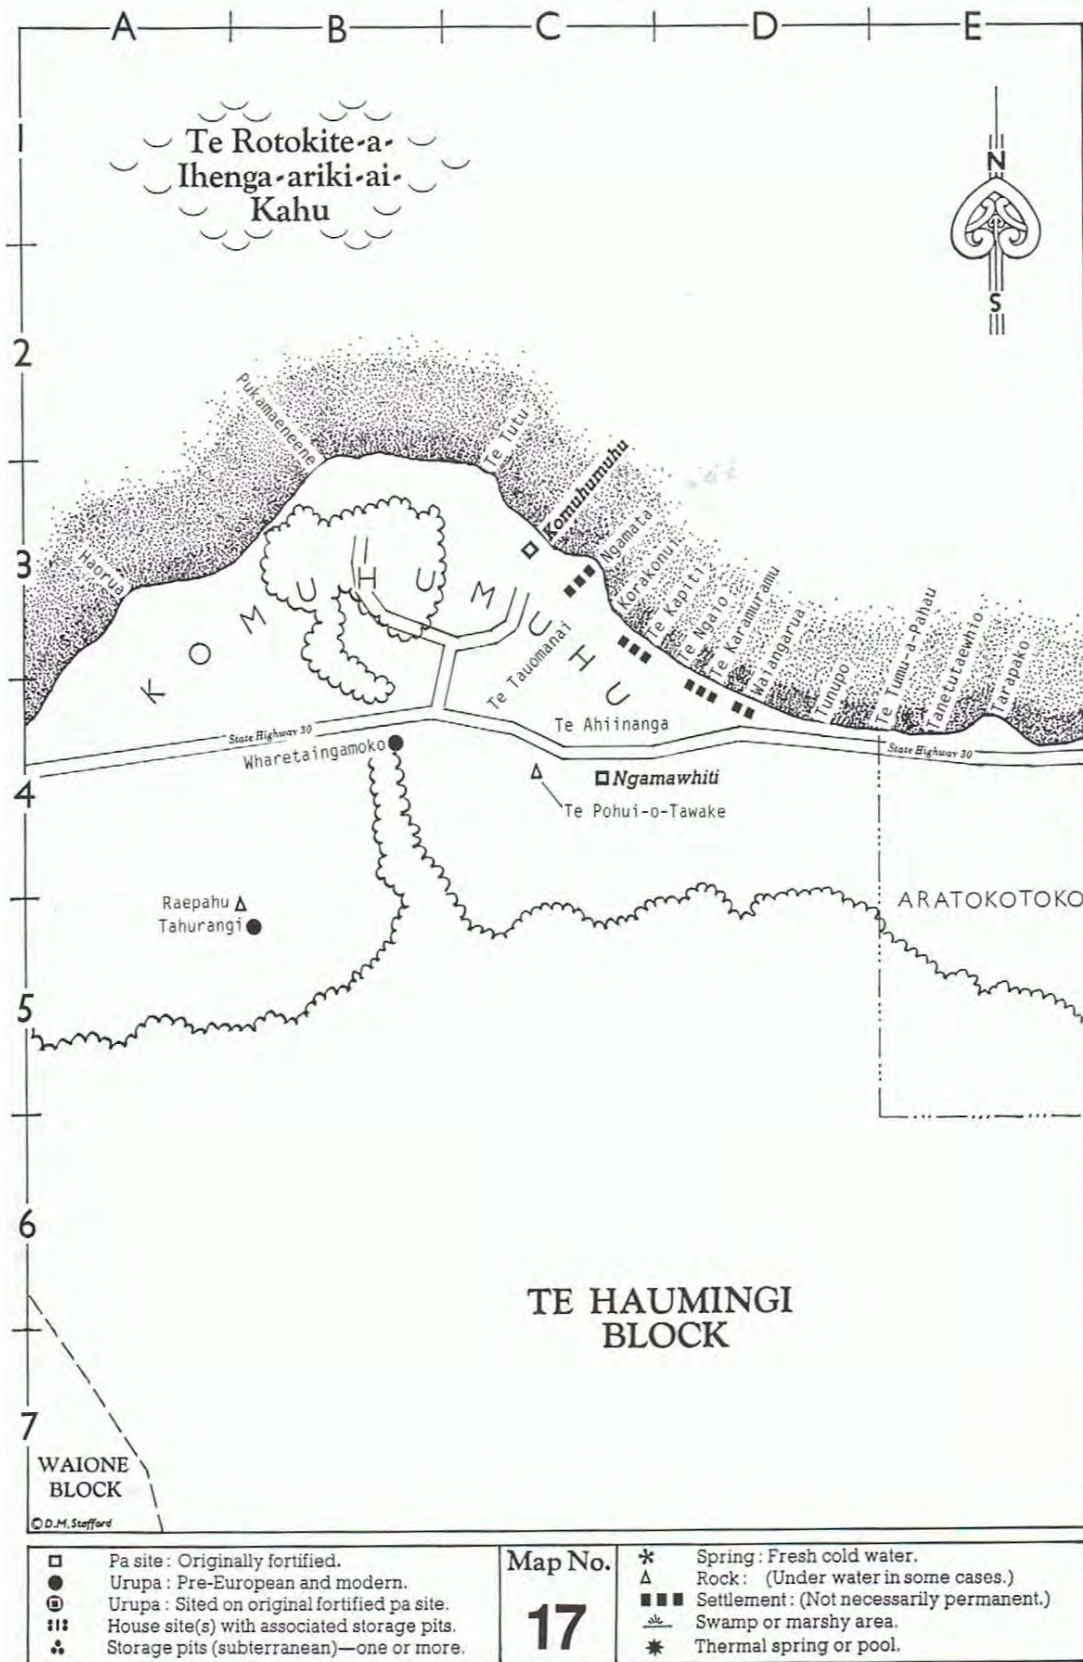 A B C D E
1
Te Rotokite-a-
Ihenga-ariki-ai-
Kahu
N
S
2
Pukamaeneene
Te Tutu
Komuhumuhu
Ngamata
3
Haorua
Korakonui
Te Kapiti
Te Ngaio
Te Karamuramu
Waiangarua
Tumupo
Te Tumu-a-Pahau
Tanetutaewhio
Tarapako
K O M U H U M U H U
Te Tauomanai
Te Ahiinanga
State Highway 30
State Highway 30
Wharetaingamoko
4
Ngamawhiti
Te Pohui-o-Tawake
Raepahu
Tahurangi
ARATOKOTOKO
5
6
TE HAUMINGI
BLOCK
7
WAIONE
BLOCK
© D.M. Stafford
Pa site: Originally fortified.
Urupa: Pre-European and modern.
Urupa: Sited on original fortified pa site.
House site(s) with associated storage pits.
Storage pits (subterranean)—one or more.
Map No.
17
Spring: Fresh cold water.
Rock: (Under water in some cases.)
Settlement: (Not necessarily permanent.)
Swamp or marshy area.
Thermal spring or pool.